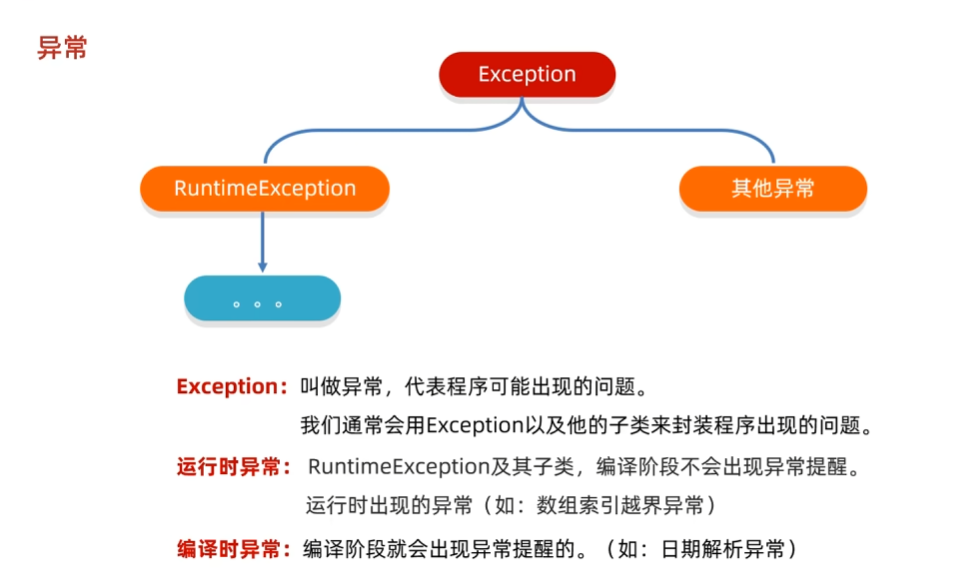 异常
Exception
RuntimeException
其他异常
。。。
Exception：叫做异常，代表程序可能出现的问题。
我们通常会用Exception以及他的子类来封装程序出现的问题。
运行时异常：RuntimeException及其子类，编译阶段不会出现异常提醒。
运行时出现的异常（如：数组索引越界异常）
编译时异常：编译阶段就会出现异常提醒的。（如：日期解析异常）